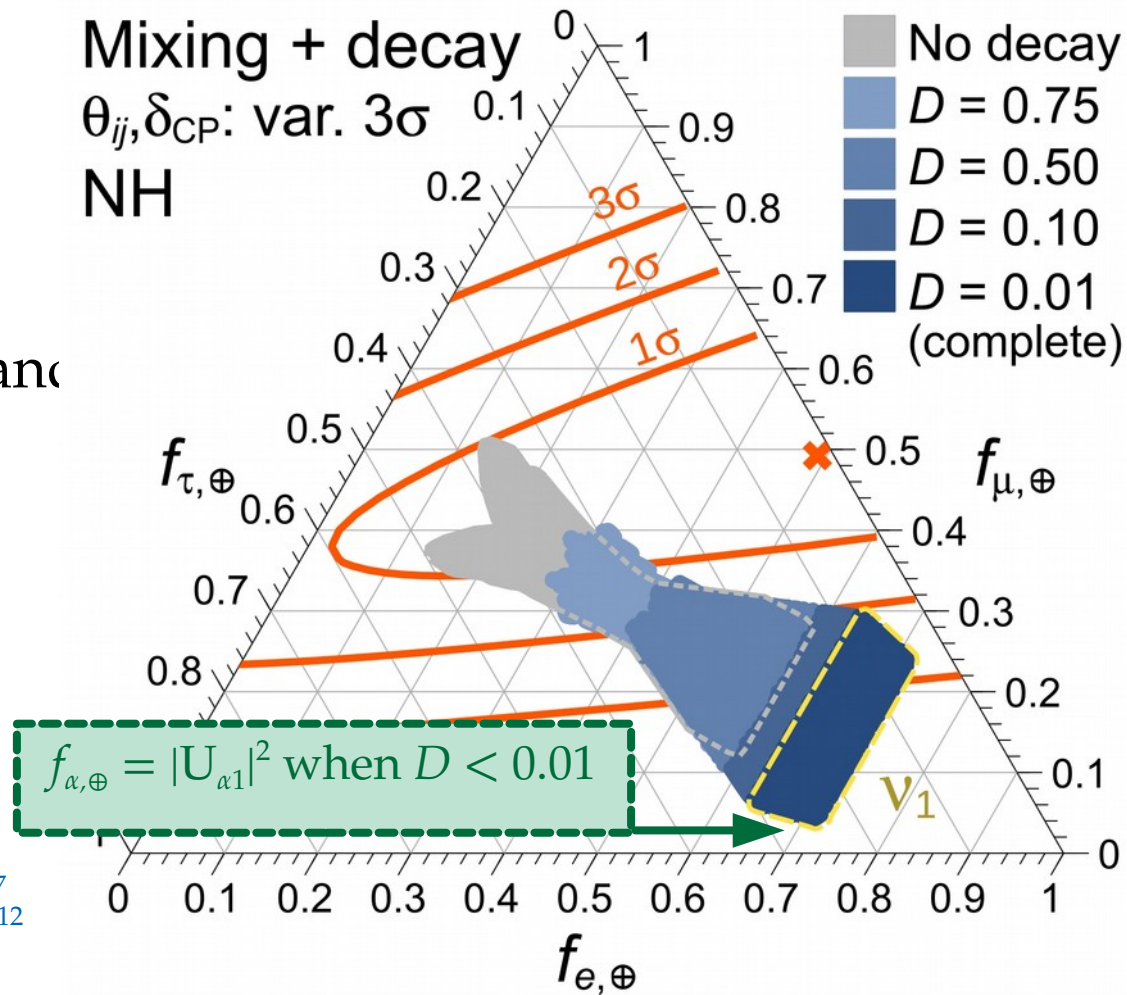 Mixing + decay
θij,δCP: var. 3σ
NH
No decay
D = 0.75
D = 0.50
D = 0.10
D = 0.01
(complete)
0
0.1
0.2
0.3
0.4
0.5
0.6
0.7
0.8
fτ,⊕
1
0.9
0.8
0.7
0.6
0.5
0.4
0.3
0.2
0.1
0
fμ,⊕
3σ
2σ
1σ
ν1
fα,⊕ = |Uα1|² when D < 0.01
0
0.1
0.2
0.3
0.4
0.5
0.6
0.7
0.8
0.9
1
fe,⊕
12